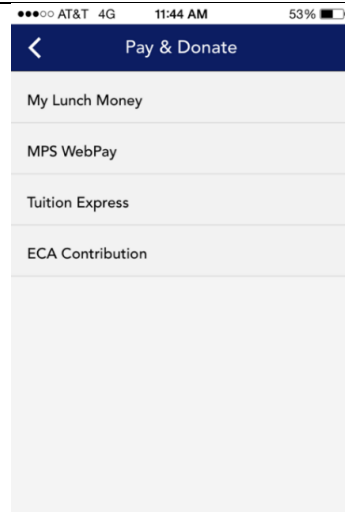 AT&T 4G 11:44 AM 53%
Pay & Donate
My Lunch Money
MPS WebPay
Tuition Express
ECA Contribution